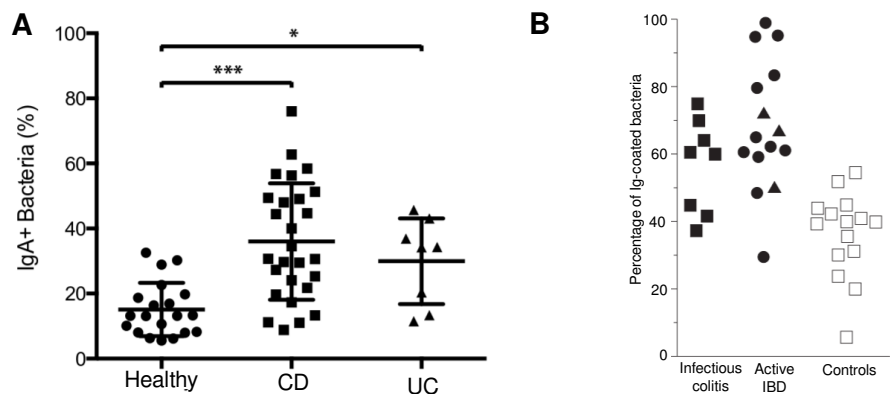 A
IgA+ Bacteria (%)
100
80
60
40
20
0
***
*
Healthy
CD
UC
B
Percentage of Ig-coated bacteria
100
80
60
40
20
0
Infectious
colitis
Active
IBD
Controls